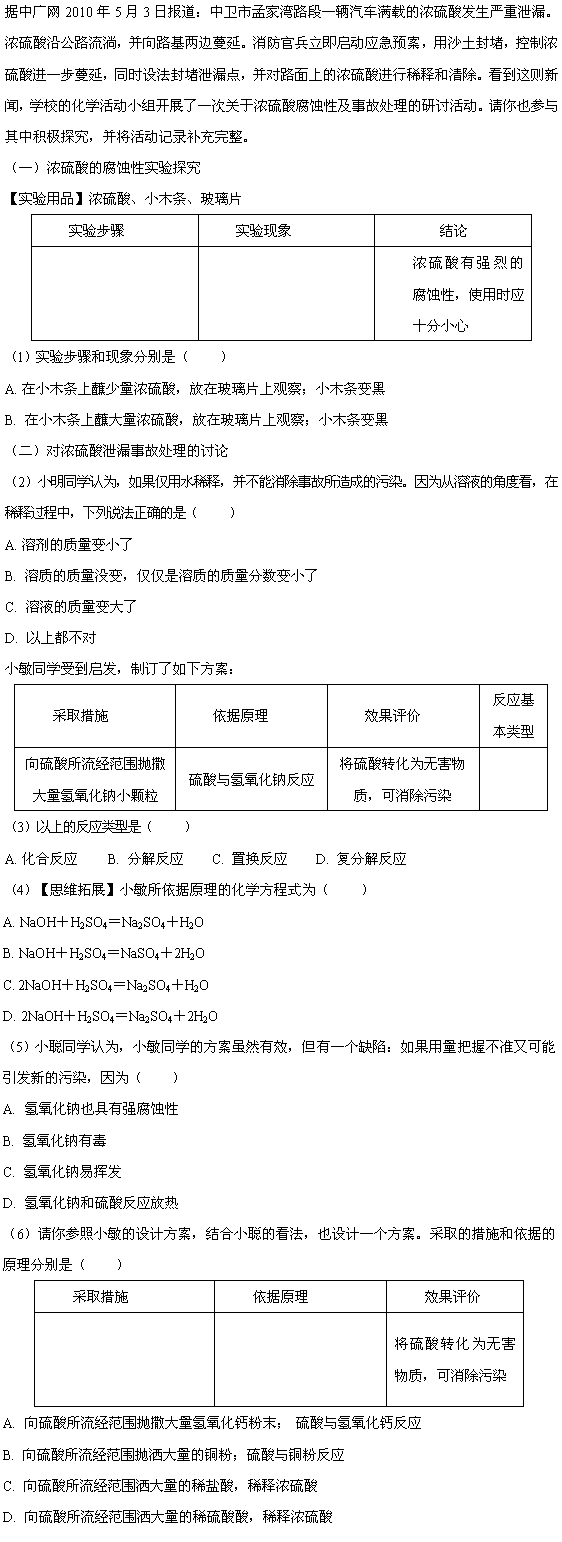 据中广网 2010 年 5 月 3 日报道：中卫市孟家湾路段一辆汽车满载的浓硫酸发生严重泄漏。
浓硫酸沿公路流淌，并向路基两边蔓延。消防官兵立即启动应急预案，用沙土封堵，控制浓
硫酸进一步蔓延，同时设法封堵泄漏点，并对路面上的浓硫酸进行稀释和清除。看到这则新
闻，学校的化学活动小组开展了一次关于浓硫酸腐蚀性及事故处理的研讨活动。请你也参与
其中积极探究，并将活动记录补充完整。
（一）浓硫酸的腐蚀性实验探究
【实验用品】浓硫酸、小木条、玻璃片
实验步骤 实验现象 结论
浓硫酸有强烈的
腐蚀性，使用时应
十分小心
（1）实验步骤和现象分别是（　　）
A. 在小木条上蘸少量浓硫酸，放在玻璃片上观察；小木条变黑
B. 在小木条上蘸大量浓硫酸，放在玻璃片上观察；小木条变黑
（二）对浓硫酸泄漏事故处理的讨论
（2）小明同学认为，如果仅用水稀释，并不能消除事故所造成的污染。因为从溶液的角度看，在
稀释过程中，下列说法正确的是（　　）
A. 溶剂的质量变小了
B. 溶质的质量没变，仅仅是溶质的质量分数变小了
C. 溶液的质量变大了
D. 以上都不对
小敏同学受到启发，制订了如下方案：
采取措施 依据原理 效果评价 反应基
本类型
向硫酸所流经范围抛撒
大量氢氧化钠小颗粒 硫酸与氢氧化钠反应 将硫酸转化为无害物
质，可消除污染
（3）以上的反应类型是（　　）
A. 化合反应　　B. 分解反应　　C. 置换反应　　D. 复分解反应
（4）【思维拓展】小敏所依据原理的化学方程式为（　　）
A. NaOH＋H₂SO₄＝Na₂SO₄＋H₂O
B. NaOH＋H₂SO₄＝NaSO₄＋2H₂O
C. 2NaOH＋H₂SO₄＝Na₂SO₄＋H₂O
D. 2NaOH＋H₂SO₄＝Na₂SO₄＋2H₂O
（5）小聪同学认为，小敏同学的方案虽然有效，但有一个缺陷：如果用量把握不准又可能
引发新的污染，因为（　　）
A. 氢氧化钠也具有强腐蚀性
B. 氢氧化钠有毒
C. 氢氧化钠易挥发
D. 氢氧化钠和硫酸反应放热
（6）请你参照小敏的设计方案，结合小聪的看法，也设计一个方案。采取的措施和依据的
原理分别是（　　）
采取措施 依据原理 效果评价
将硫酸转化为无害
物质，可消除污染
A. 向硫酸所流经范围抛撒大量氢氧化钙粉末； 硫酸与氢氧化钙反应
B. 向硫酸所流经范围抛洒大量的铜粉；硫酸与铜粉反应
C. 向硫酸所流经范围洒大量的稀盐酸，稀释浓硫酸
D. 向硫酸所流经范围洒大量的稀硫酸酸，稀释浓硫酸